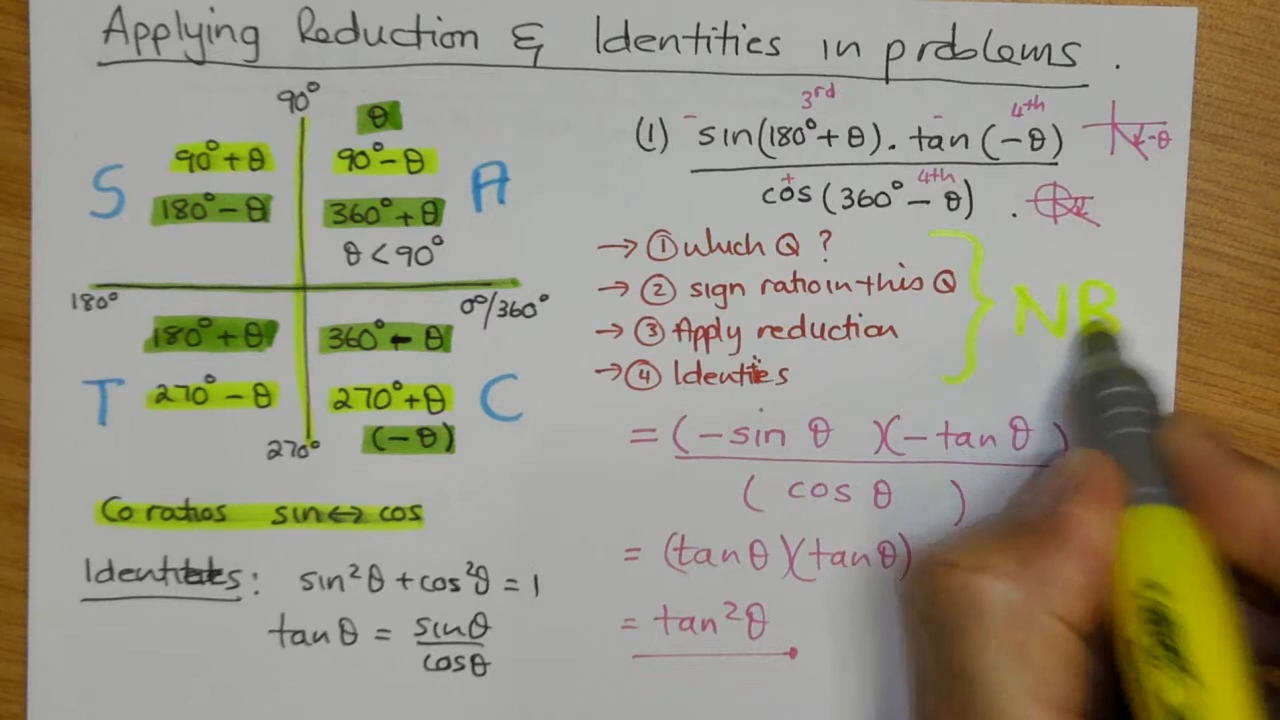 Applying Reduction & Identities in problems.
90°
θ
S 90°+θ 90°-θ A
180°-θ 360°+θ
θ < 90°
180° 0°/360°
180°+θ 360°-θ
T 270°-θ 270°+θ C
270° (-θ)
Co ratios sin↔cos
Identities: sin²θ+cos²θ=1
tanθ = sinθ/cosθ
3rd 4th
(1) - sin(180°+θ). - tan(-θ) -θ
+ 4th
cos(360°-θ).
→ ① which Q?
→ ② sign ratio in this Q
→ ③ Apply reduction
→ ④ Identities
NB
= (-sin θ)(-tan θ)
(cos θ)
= (tanθ)(tanθ)
= tan²θ